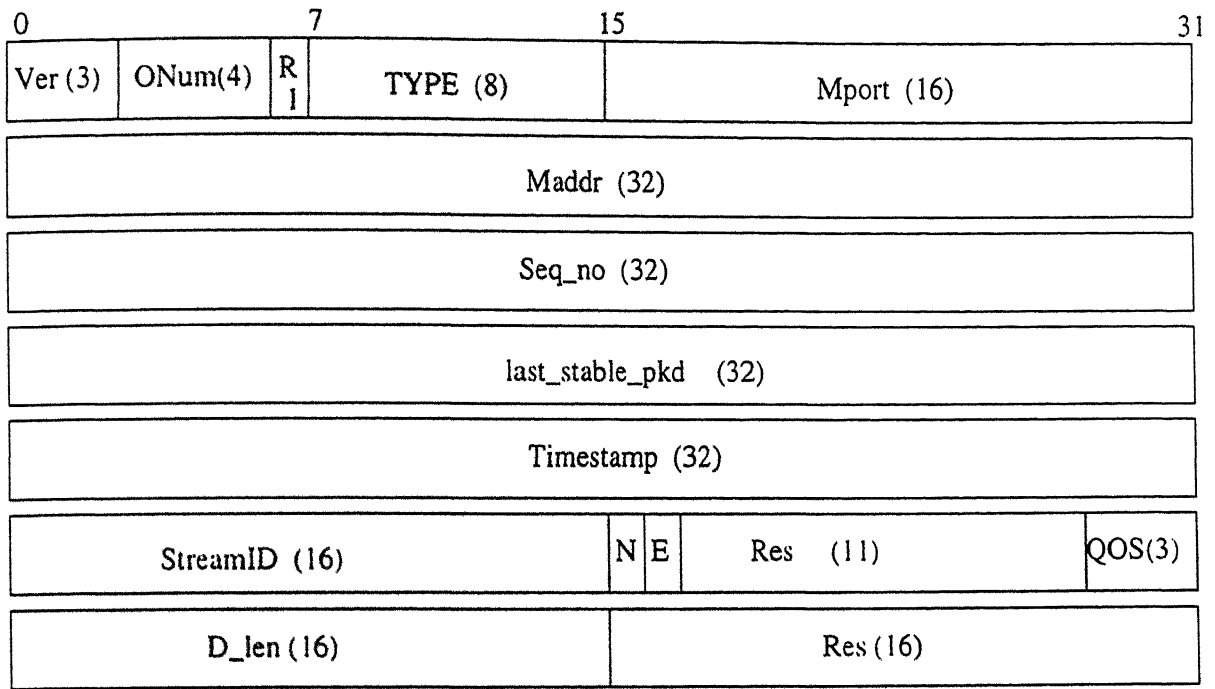 0 7 15 31
Ver (3) ONum(4) R 1 TYPE (8) Mport (16)
Maddr (32)
Seq_no (32)
last_stable_pkd (32)
Timestamp (32)
StreamID (16) N E Res (11) QOS(3)
D_len (16) Res (16)